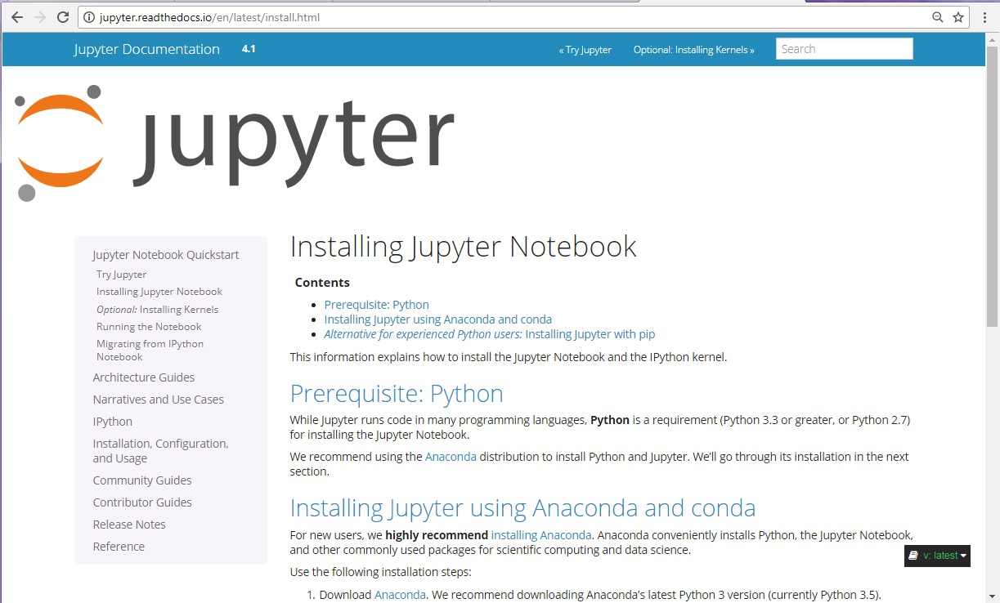 jupyter.readthedocs.io/en/latest/install.html
Jupyter Documentation 4.1 « Try Jupyter Optional: Installing Kernels » Search
jupyter
Jupyter Notebook Quickstart
Try Jupyter
Installing Jupyter Notebook
Optional: Installing Kernels
Running the Notebook
Migrating from IPython
Notebook
Architecture Guides
Narratives and Use Cases
IPython
Installation, Configuration,
and Usage
Community Guides
Contributor Guides
Release Notes
Reference
Installing Jupyter Notebook
Contents
Prerequisite: Python
Installing Jupyter using Anaconda and conda
Alternative for experienced Python users: Installing Jupyter with pip
This information explains how to install the Jupyter Notebook and the IPython kernel.
Prerequisite: Python
While Jupyter runs code in many programming languages, Python is a requirement (Python 3.3 or greater, or Python 2.7)
for installing the Jupyter Notebook.
We recommend using the Anaconda distribution to install Python and Jupyter. We’ll go through its installation in the next
section.
Installing Jupyter using Anaconda and conda
For new users, we highly recommend installing Anaconda. Anaconda conveniently installs Python, the Jupyter Notebook,
and other commonly used packages for scientific computing and data science.
Use the following installation steps:
1. Download Anaconda. We recommend downloading Anaconda’s latest Python 3 version (currently Python 3.5).
v: latest